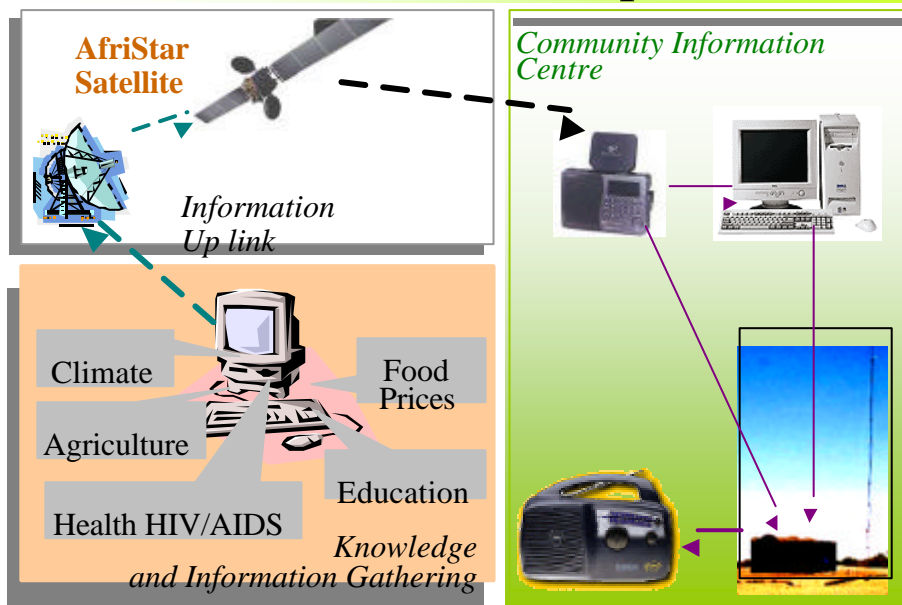 AfriStar
Satellite
Information
Up link
Community Information
Centre
Climate
Food
Prices
Agriculture
Education
Health HIV/AIDS
Knowledge
and Information Gathering